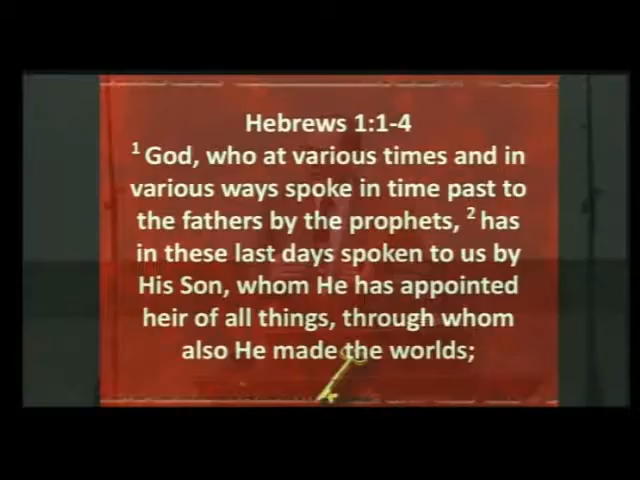 Hebrews 1:1-4
¹ God, who at various times and in
various ways spoke in time past to
the fathers by the prophets, ² has
in these last days spoken to us by
His Son, whom He has appointed
heir of all things, through whom
also He made the worlds;